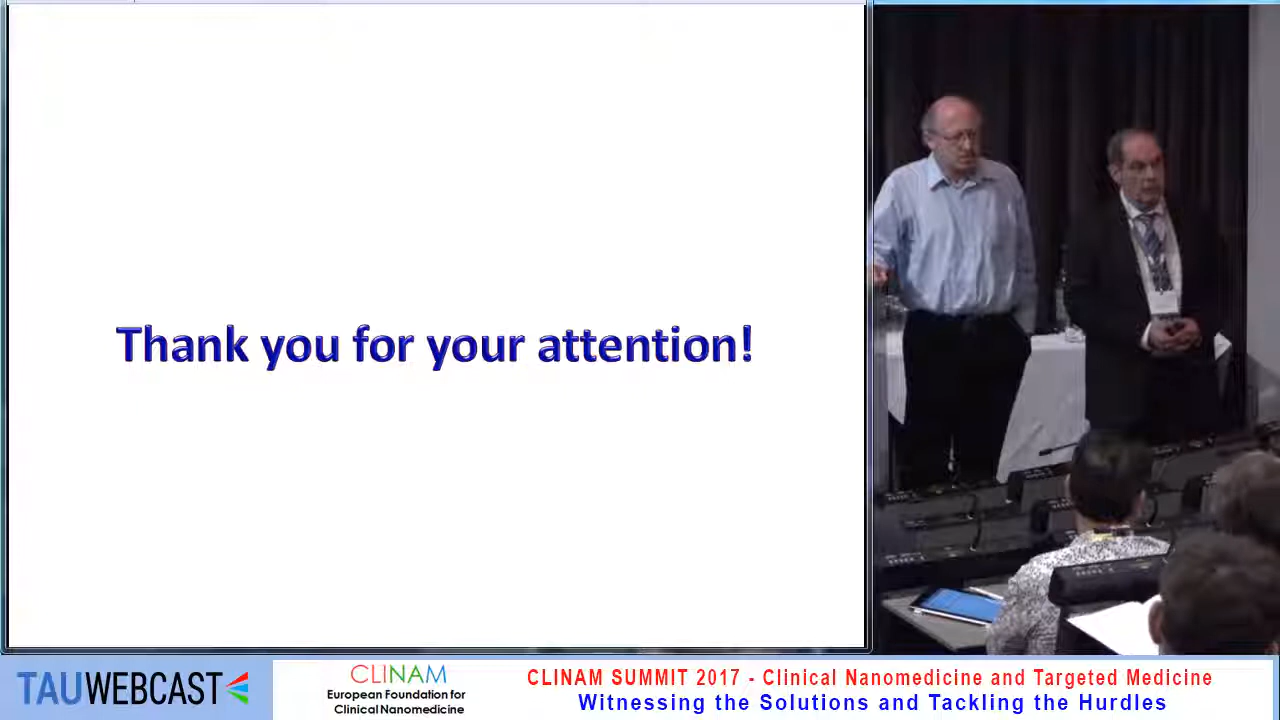 Thank you for your attention!
TAUWEBCAST
CLINAM
European Foundation for
Clinical Nanomedicine
CLINAM SUMMIT 2017 - Clinical Nanomedicine and Targeted Medicine
Witnessing the Solutions and Tackling the Hurdles